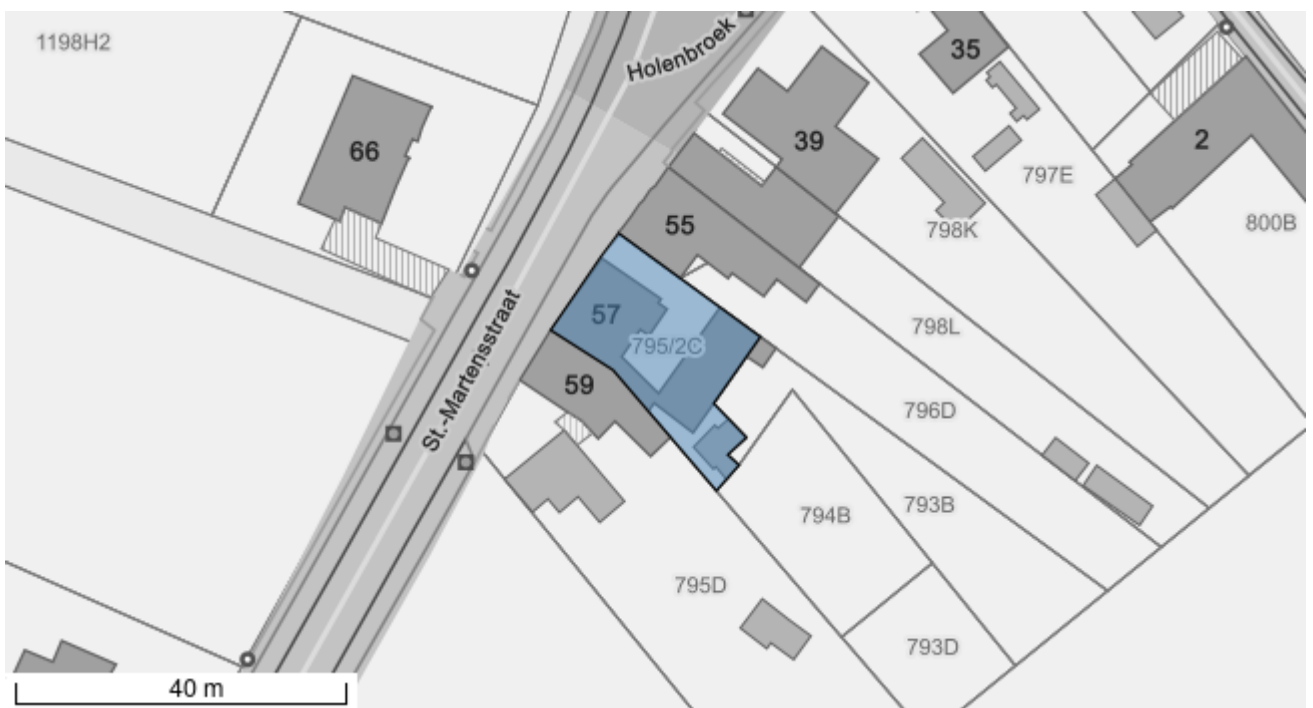 1198H2
Holenbroek
35
66
39
2
797E
800B
798K
55
St.-Martensstraat
57
795/2C
798L
59
796D
793B
794B
795D
793D
40 m